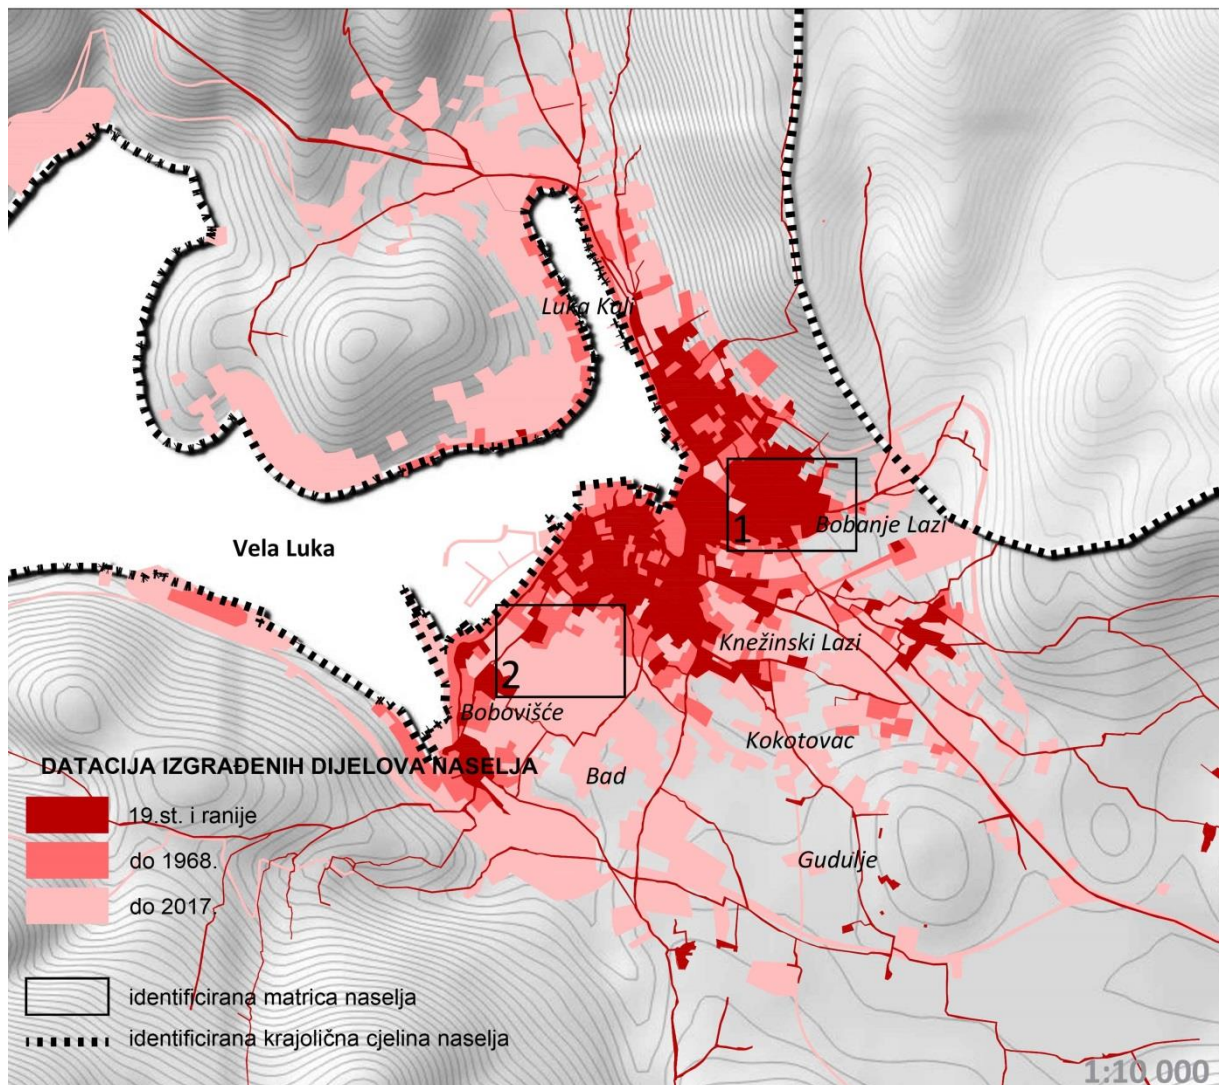 Luka Kali
1
Bobanje Lazi
Vela Luka
Knežinski Lazi
2
Bobovišće
Kokotovac
Bad
Gudulje
DATACIJA IZGRAĐENIH DIJELOVA NASELJA
19.st. i ranije
do 1968.
do 2017.
identificirana matrica naselja
identificirana krajolična cjelina naselja
1:10 000